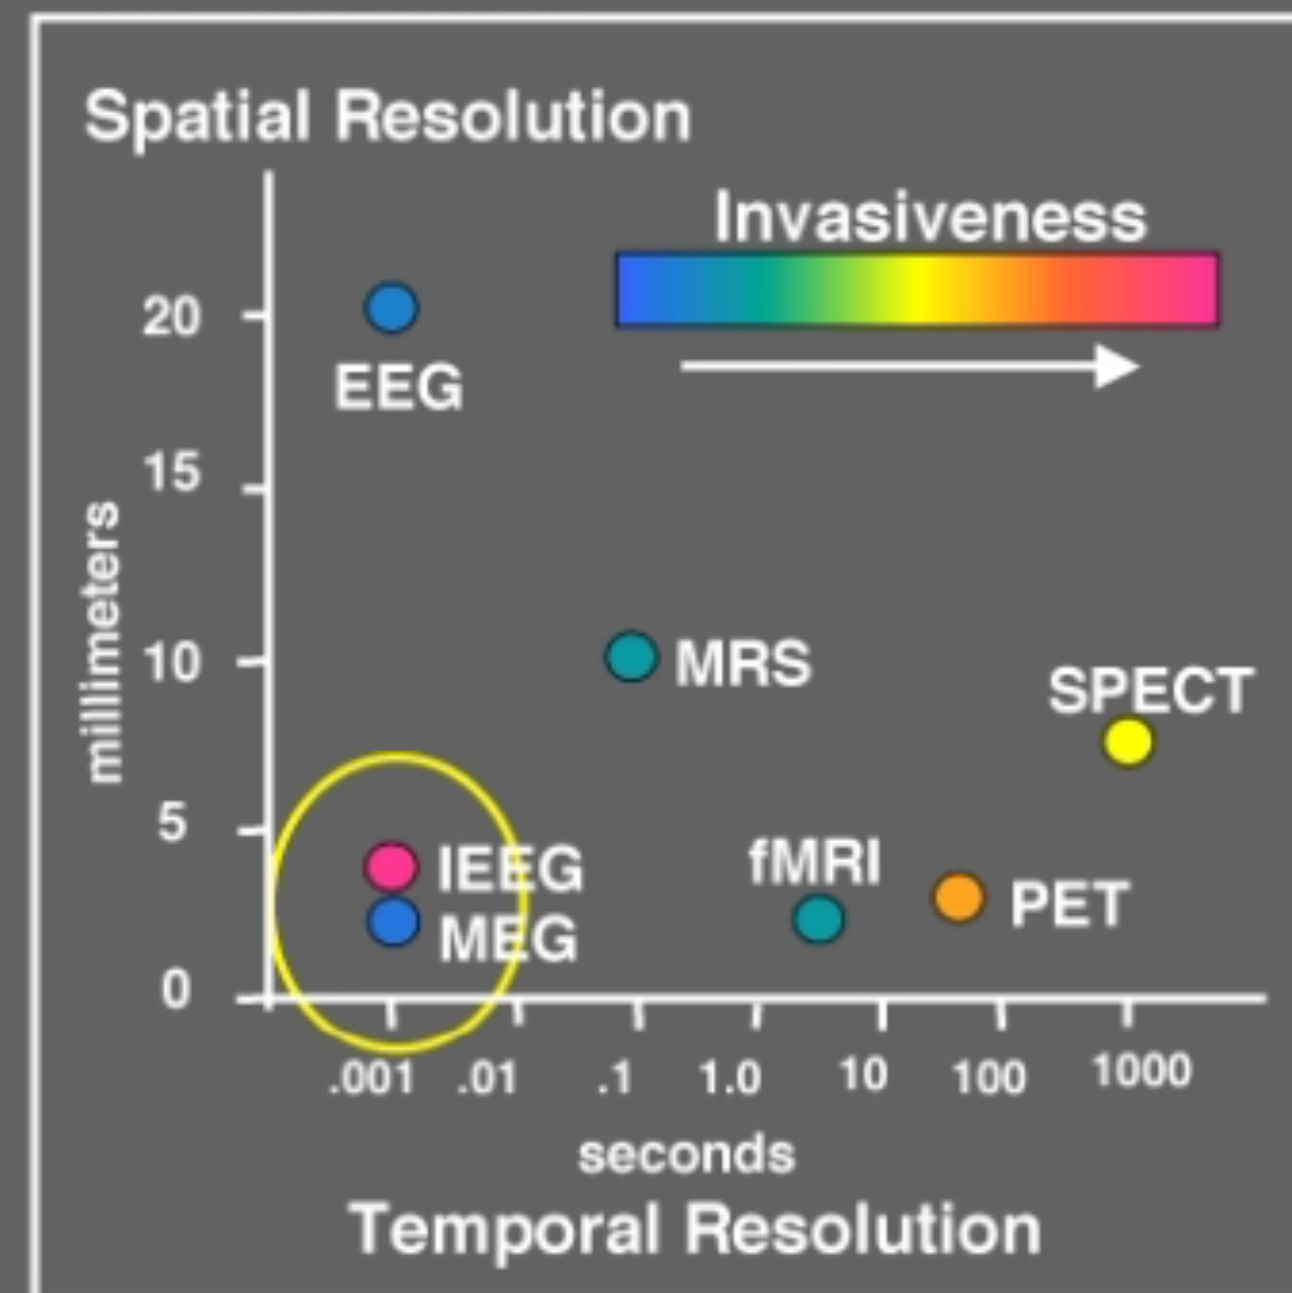 Spatial Resolution
Invasiveness
20
EEG
15
millimeters
10
MRS
SPECT
5
IEEG
fMRI
PET
MEG
0
.001 .01 .1 1.0 10 100 1000
seconds
Temporal Resolution